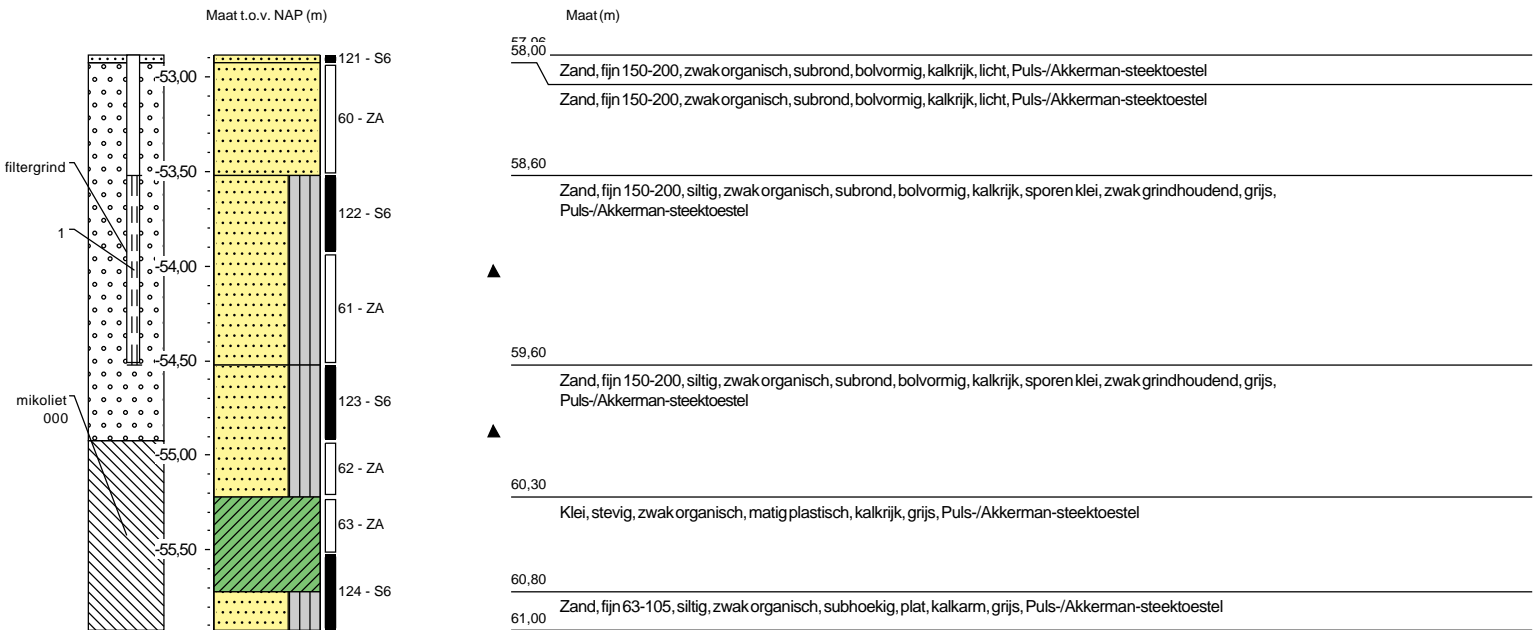 Maat t.o.v. NAP (m)
Maat (m)
57,96
58,00
121 - S6
Zand, fijn 150-200, zwak organisch, subrond, bolvormig, kalkrijk, licht, Puls-/Akkerman-steektoestel
-53,00
Zand, fijn 150-200, zwak organisch, subrond, bolvormig, kalkrijk, licht, Puls-/Akkerman-steektoestel
60 - ZA
58,60
filtergrind
-53,50
Zand, fijn 150-200, siltig, zwak organisch, subrond, bolvormig, kalkrijk, sporen klei, zwak grindhoudend, grijs,
Puls-/Akkerman-steektoestel
122 - S6
1
-54,00
61 - ZA
59,60
-54,50
Zand, fijn 150-200, siltig, zwak organisch, subrond, bolvormig, kalkrijk, sporen klei, zwak grindhoudend, grijs,
Puls-/Akkerman-steektoestel
mikoliet
000
123 - S6
-55,00
62 - ZA
60,30
Klei, stevig, zwak organisch, matig plastisch, kalkrijk, grijs, Puls-/Akkerman-steektoestel
63 - ZA
-55,50
60,80
124 - S6
Zand, fijn 63-105, siltig, zwak organisch, subhoekig, plat, kalkarm, grijs, Puls-/Akkerman-steektoestel
61,00